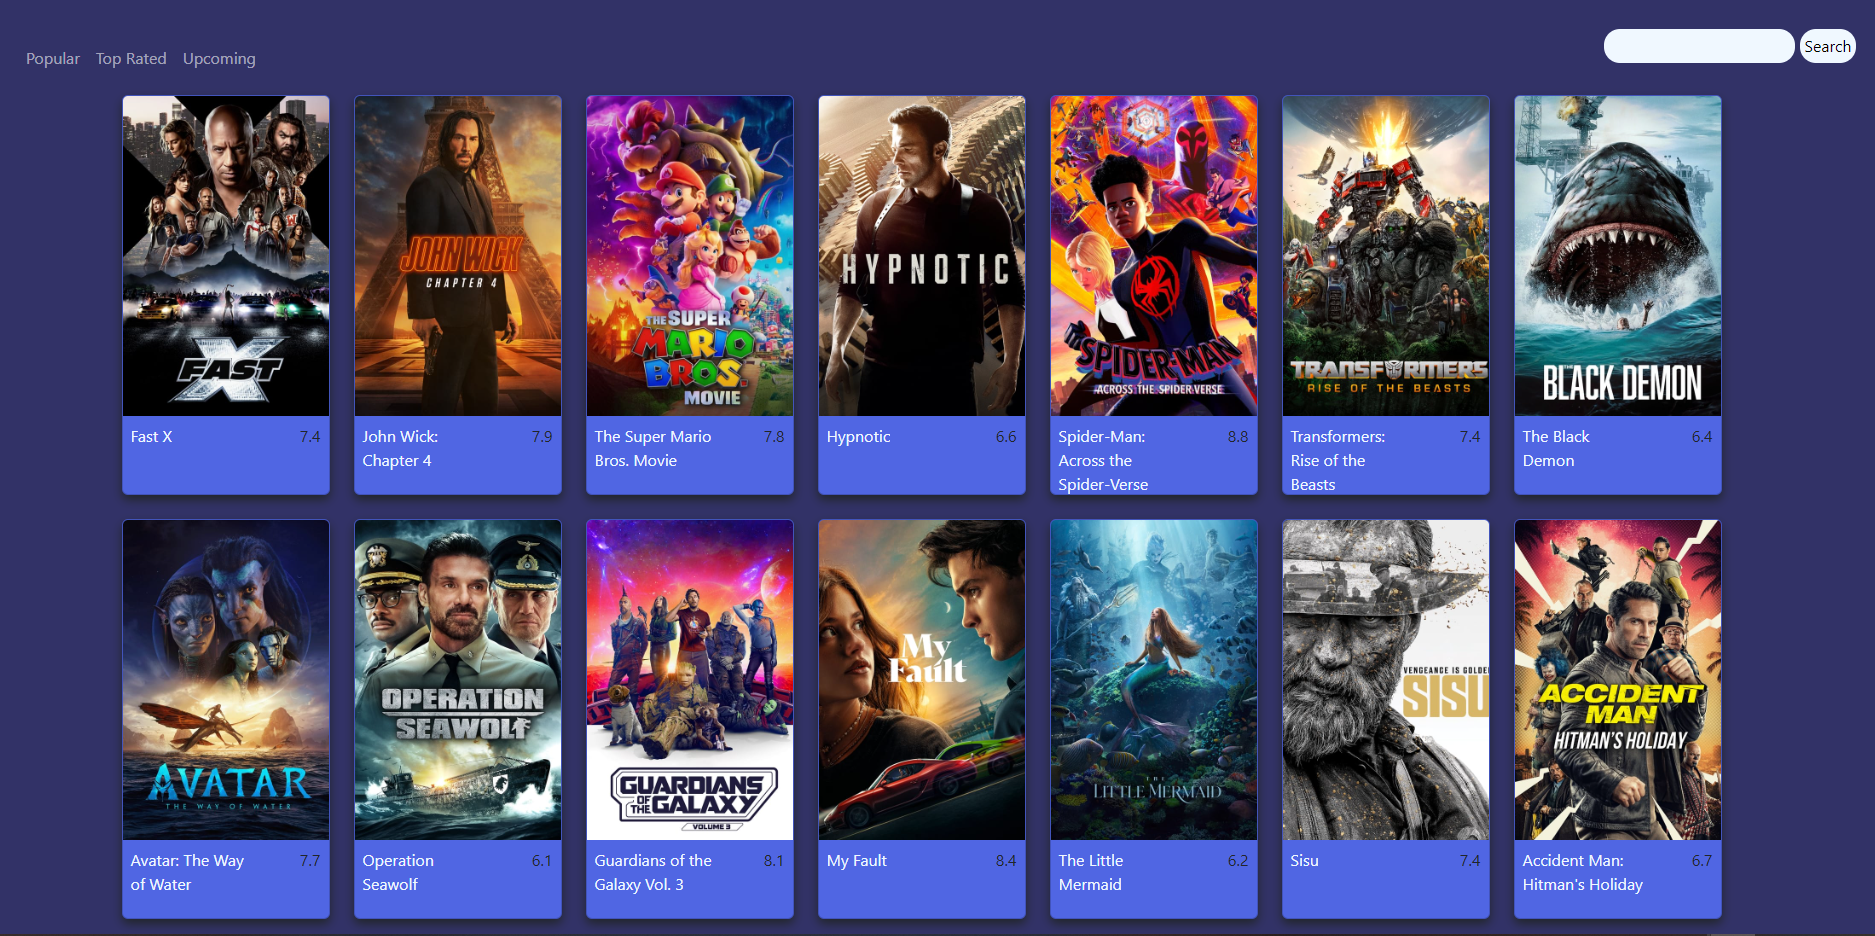 Popular Top Rated Upcoming
Search
FAST X
JOHN WICK
CHAPTER 4
THE SUPER
MARIO
BROS.
MOVIE
HYPNOTIC
SPIDER-MAN
ACROSS THE SPIDER-VERSE
TRANSFORMERS
RISE OF THE BEASTS
BLACK DEMON
Fast X 7.4
John Wick: 7.9
Chapter 4
The Super Mario 7.8
Bros. Movie
Hypnotic 6.6
Spider-Man: 8.8
Across the
Spider-Verse
Transformers: 7.4
Rise of the
Beasts
The Black 6.4
Demon
AVATAR
THE WAY OF WATER
OPERATION
SEAWOLF
GUARDIANS
OF THE GALAXY
VOLUME 3
My
Fault
THE
LITTLE MERMAID
VENGEANCE IS GOLDEN
SISU
ACCIDENT
MAN
HITMAN'S HOLIDAY
Avatar: The Way 7.7
of Water
Operation 6.1
Seawolf
Guardians of the 8.1
Galaxy Vol. 3
My Fault 8.4
The Little 6.2
Mermaid
Sisu 7.4
Accident Man: 6.7
Hitman's Holiday